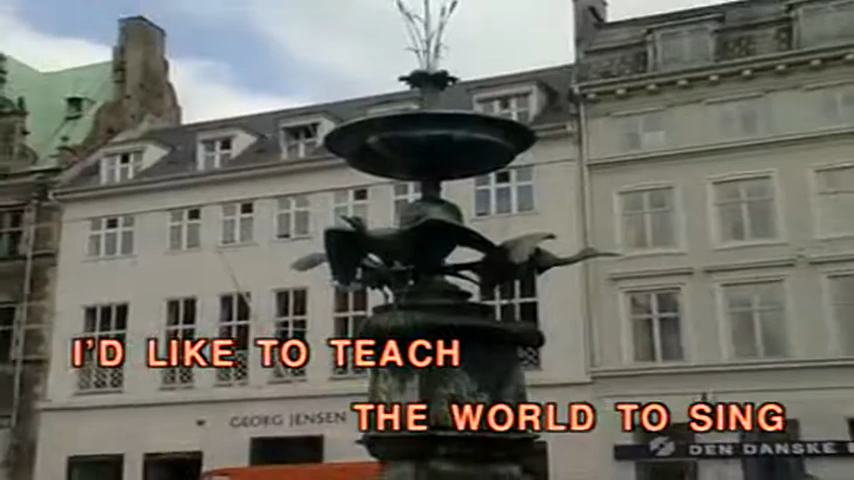 I'D LIKE TO TEACH
THE WORLD TO SING
GEORG JENSEN
DEN DANSKE